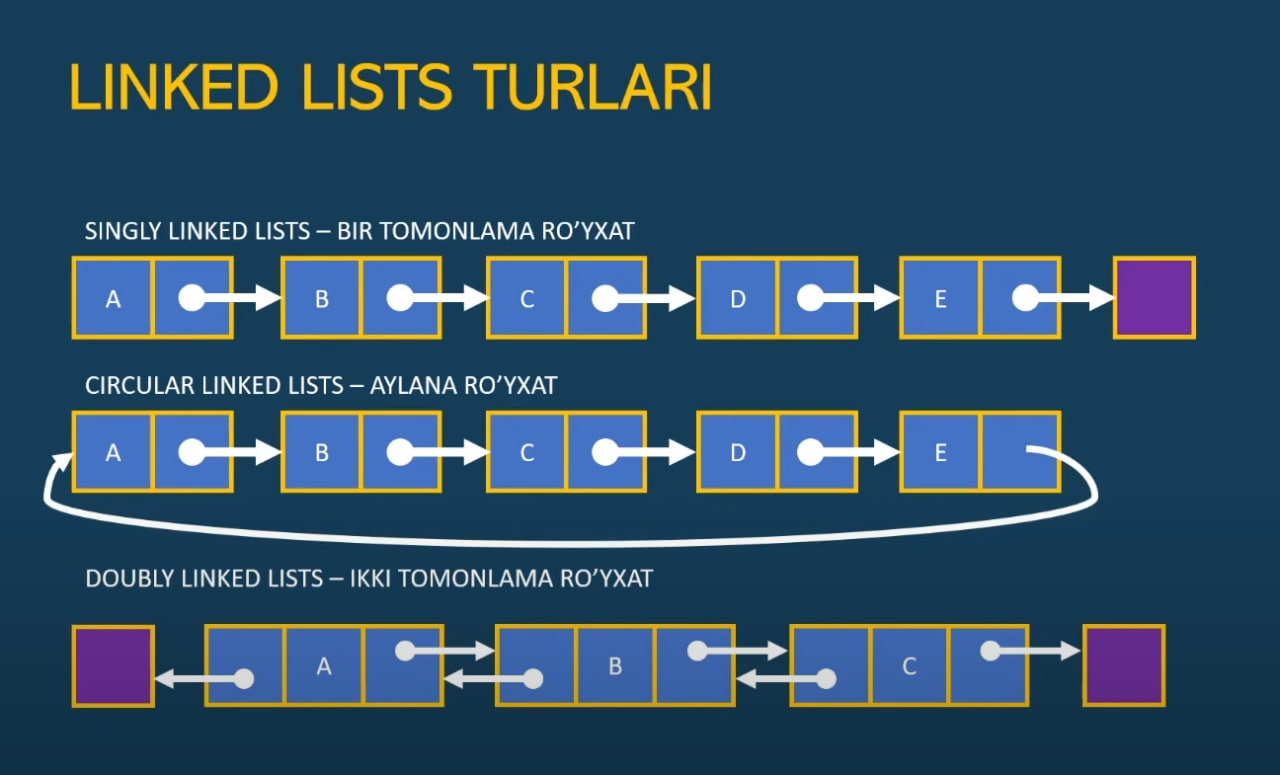 LINKED LISTS TURLARI
SINGLY LINKED LISTS – BIR TOMONLAMA RO’YXAT
A B C D E
CIRCULAR LINKED LISTS – AYLANA RO’YXAT
A B C D E
DOUBLY LINKED LISTS – IKKI TOMONLAMA RO’YXAT
A B C